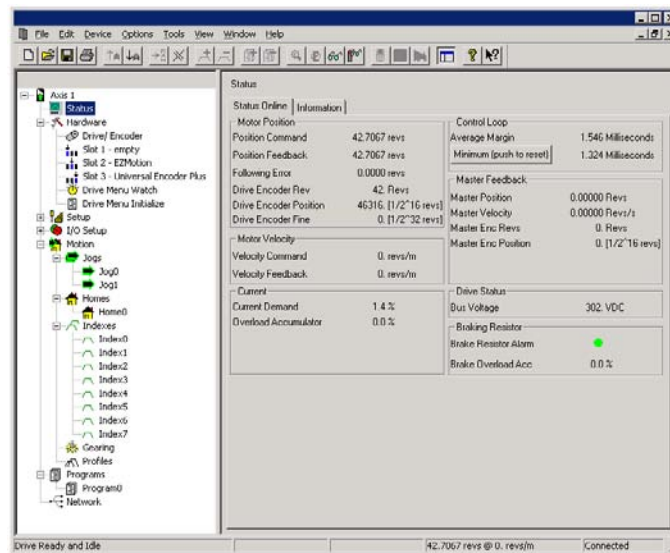 File Edit Device Options Tools View Window Help
Axis 1
Status
Hardware
Drive/ Encoder
Slot 1 - empty
Slot 2 - EZMotion
Slot 3 - Universal Encoder Plus
Drive Menu Watch
Drive Menu Initialize
Setup
I/O Setup
Motion
Jogs
Jog0
Jog1
Homes
Home0
Indexes
Index0
Index1
Index2
Index3
Index4
Index5
Index6
Index7
Gearing
Profiles
Programs
Program0
Network
Status
Status Online Information
Motor Position
Position Command 42.7067 revs
Position Feedback 42.7067 revs
Following Error 0.0000 revs
Drive Encoder Rev 42. Revs
Drive Encoder Position 46316. [1/2^16 revs]
Drive Encoder Fine 0. [1/2^32 revs]
Motor Velocity
Velocity Command 0. revs/m
Velocity Feedback 0. revs/m
Current
Current Demand 1.4 %
Overload Accumulator 0.0 %
Control Loop
Average Margin 1.546 Milliseconds
Minimum (push to reset) 1.324 Milliseconds
Master Feedback
Master Position 0.00000 Revs
Master Velocity 0.00000 Revs/s
Master Enc Revs 0. Revs
Master Enc Position 0. [1/2^16 revs]
Drive Status
Bus Voltage 302. VDC
Braking Resistor
Brake Resistor Alarm
Brake Overload Acc 0.0 %
Drive Ready and Idle 42.7067 revs @ 0. revs/m Connected